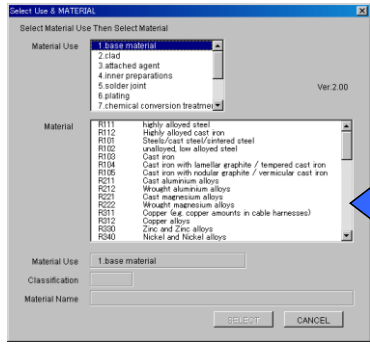 Select Use & MATERIAL
Select Material Use Then Select Material
Material Use
1.base material
2.clad
3.attached agent
4.inner preparations
5.solder joint
6.plating
7.chemical conversion treatmen
Ver.2.00
Material
R111 highly alloyed steel
R112 Highly alloyed cast iron
R101 Steels/cast steel/sintered steel
R102 unalloyed, low alloyed steel
R103 Cast iron
R104 Cast iron with lamellar graphite / tempered cast iron
R105 Cast iron with nodular graphite / vermicular cast iron
R211 Cast aluminium alloys
R212 Wrought aluminium alloys
R221 Cast magnesium alloys
R222 Wrought magnesium alloys
R311 Copper (e.g. copper amounts in cable harnesses)
R312 Copper alloys
R330 Zinc and Zinc alloys
R340 Nickel and Nickel alloys
Material Use 1.base material
Classification
Material Name
SELECT CANCEL